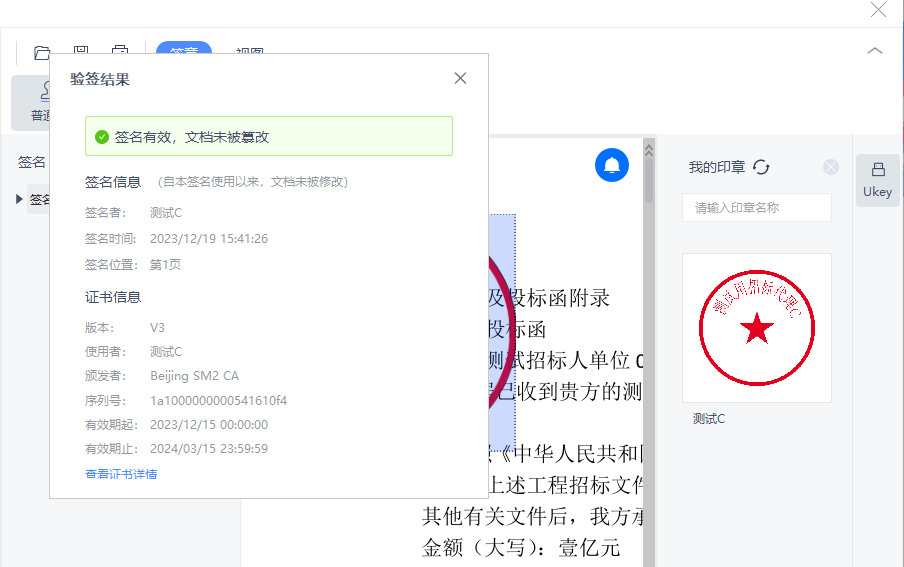 签章
视图
验签结果
普通
签名有效，文档未被篡改
签名
签名信息 （自本签名使用以来，文档未被修改）
签名者： 测试C
签名时间: 2023/12/19 15:41:26
签名位置： 第1页
证书信息
版本: V3
使用者: 测试C
颁发者: Beijing SM2 CA
序列号: 1a1000000000541610f4
有效期起: 2023/12/15 00:00:00
有效期止: 2024/03/15 23:59:59
查看证书详情
及投标函附录
投标函
测试招标人单位
已收到贵方的测
《中华人民共和
上述工程招标文件
其他有关文件后，我方承
金额（大写）：壹亿元
我的印章
请输入印章名称
测试用招标代理C
测试C
Ukey